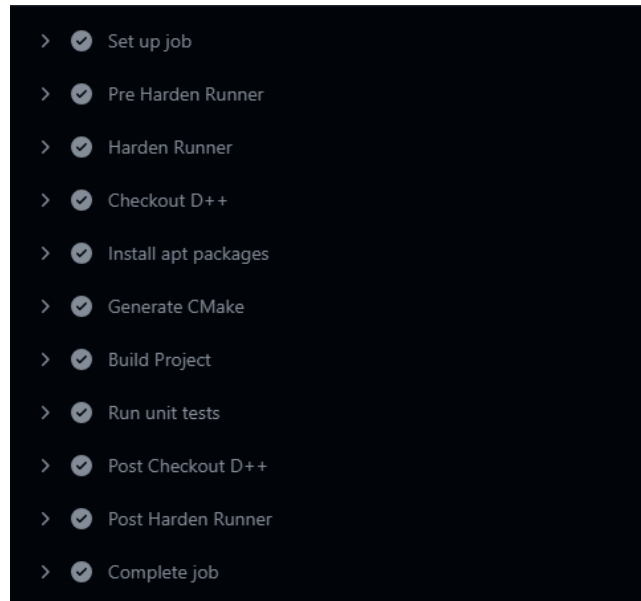 Set up job
Pre Harden Runner
Harden Runner
Checkout D++
Install apt packages
Generate CMake
Build Project
Run unit tests
Post Checkout D++
Post Harden Runner
Complete job